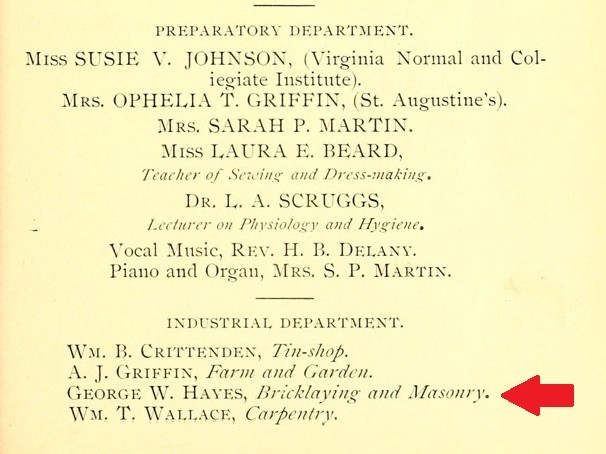 PREPARATORY DEPARTMENT.
Miss SUSIE V. JOHNSON, (Virginia Normal and Col-
legiate Institute).
Mrs. OPHELIA T. GRIFFIN, (St. Augustine's).
Mrs. SARAH P. MARTIN.
Miss LAURA E. BEARD,
Teacher of Sewing and Dress-making.
Dr. L. A. SCRUGGS,
Lecturer on Physiology and Hygiene.
Vocal Music, Rev. H. B. Delany.
Piano and Organ, Mrs. S. P. Martin.
INDUSTRIAL DEPARTMENT.
Wm. B. Crittenden, Tin-shop.
A. J. Griffin, Farm and Garden.
George W. Hayes, Bricklaying and Masonry.
Wm. T. Wallace, Carpentry.